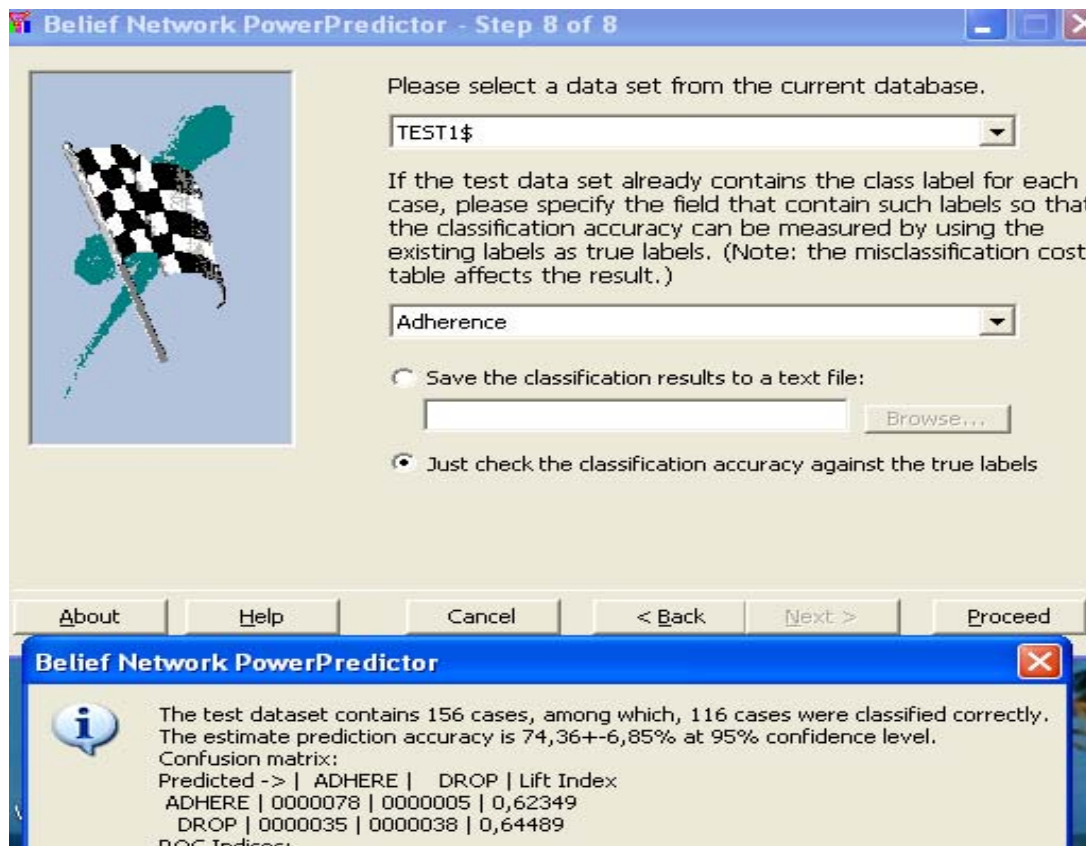 Belief Network PowerPredictor - Step 8 of 8
Please select a data set from the current database.
TEST1$
If the test data set already contains the class label for each
case, please specify the field that contain such labels so that
the classification accuracy can be measured by using the
existing labels as true labels. (Note: the misclassification cost
table affects the result.)
Adherence
Save the classification results to a text file:
Browse...
Just check the classification accuracy against the true labels
About Help Cancel < Back Next > Proceed
Belief Network PowerPredictor
The test dataset contains 156 cases, among which, 116 cases were classified correctly.
The estimate prediction accuracy is 74,36+-6,85% at 95% confidence level.
Confusion matrix:
Predicted -> | ADHERE | DROP | Lift Index
ADHERE | 0000078 | 0000005 | 0,62349
DROP | 0000035 | 0000038 | 0,64489
ROC Indices: